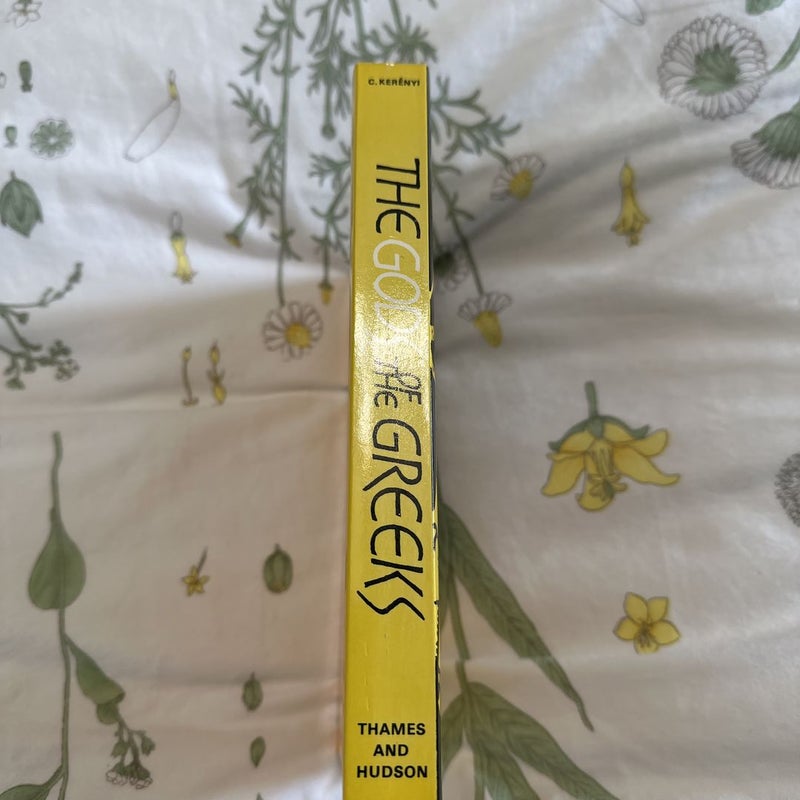 C. KERÉNYI
THE GODS OF THE GREEKS
THAMES
AND
HUDSON